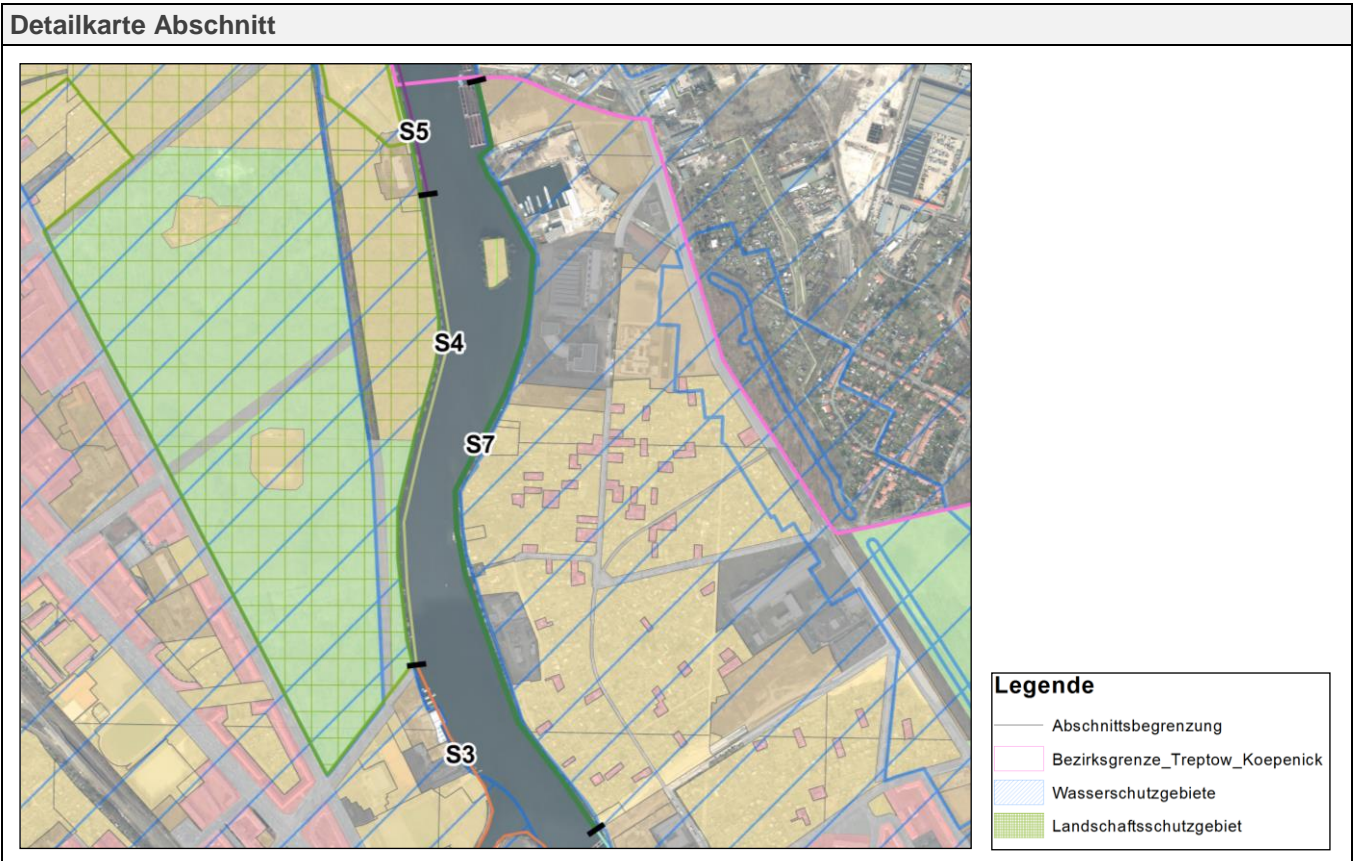 Detailkarte Abschnitt
S5
S4
S7
S3
Legende
Abschnittsbegrenzung
Bezirksgrenze_Treptow_Koepenick
Wasserschutzgebiete
Landschaftsschutzgebiet